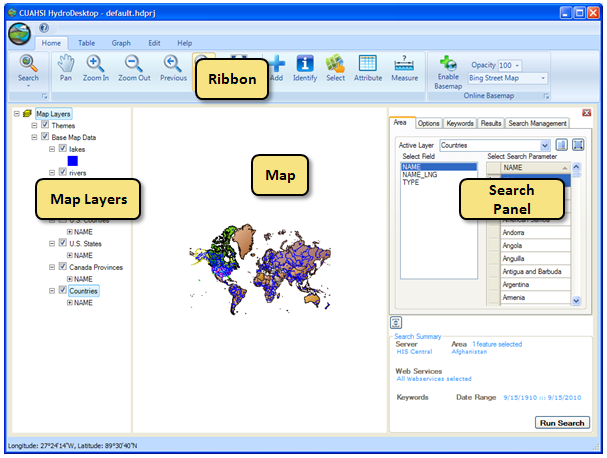 CUAHSI HydroDesktop - default.hdprj
Home Table Graph Edit Help
Search Pan Zoom In Zoom Out Previous Add Identify Select Attribute Measure Enable Basemap Opacity 100 Bing Street Map
Online Basemap
Ribbon
Map Layers
Themes
Base Map Data
lakes
rivers
Map Layers
U.S. Counties
NAME
U.S. States
NAME
Canada Provinces
NAME
Countries
NAME
Map
Area Options Keywords Results Search Management
Active Layer Countries
Select Field Select Search Parameter
NAME
NAME_LNG
TYPE
NAME
Search Panel
American Samoa
Andorra
Angola
Anguilla
Antigua and Barbuda
Argentina
Armenia
Search Summary
Server Area 1 feature selected
HIS Central Afghanistan
Web Services
All Webservices selected
Keywords Date Range 9/15/1910 ::: 9/15/2010
Run Search
Longitude: 27°24'14"W, Latitude: 89°30'40"N